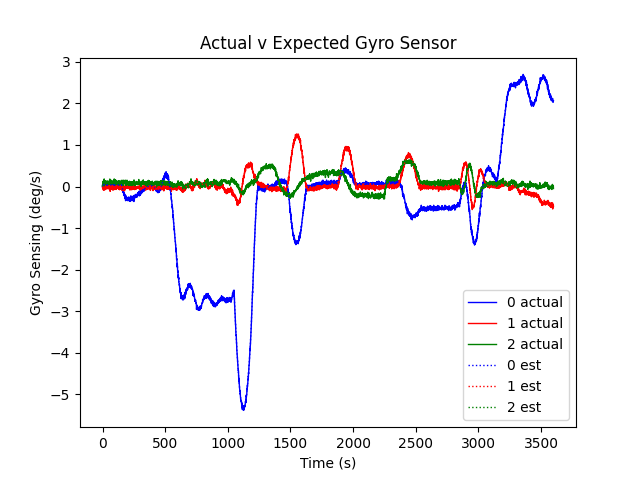 Actual v Expected Gyro Sensor
3
2
1
0
−1
−2
−3
−4
−5
Gyro Sensing (deg/s)
0 actual
1 actual
2 actual
0 est
1 est
2 est
0 500 1000 1500 2000 2500 3000 3500
Time (s)